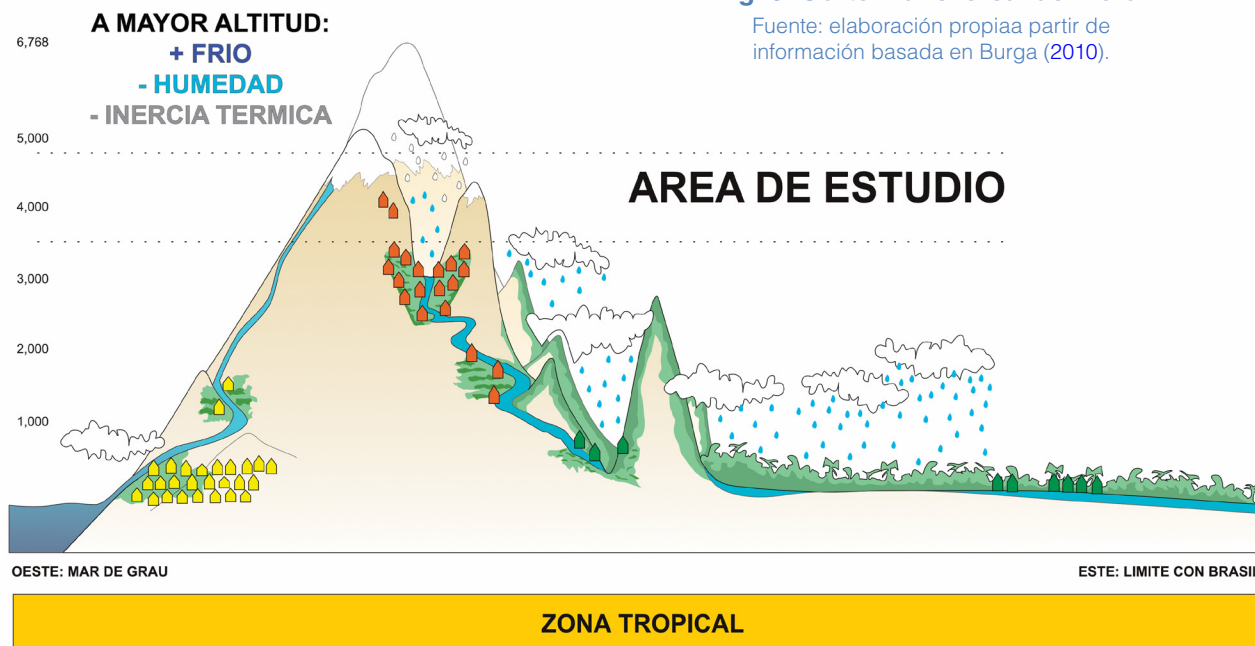 Fuente: elaboración propiaa partir de
información basada en Burga (2010).
A MAYOR ALTITUD:
+ FRIO
- HUMEDAD
- INERCIA TERMICA
6,768
5,000
AREA DE ESTUDIO
4,000
3,000
2,000
1,000
OESTE: MAR DE GRAU
ESTE: LIMITE CON BRASIL
ZONA TROPICAL